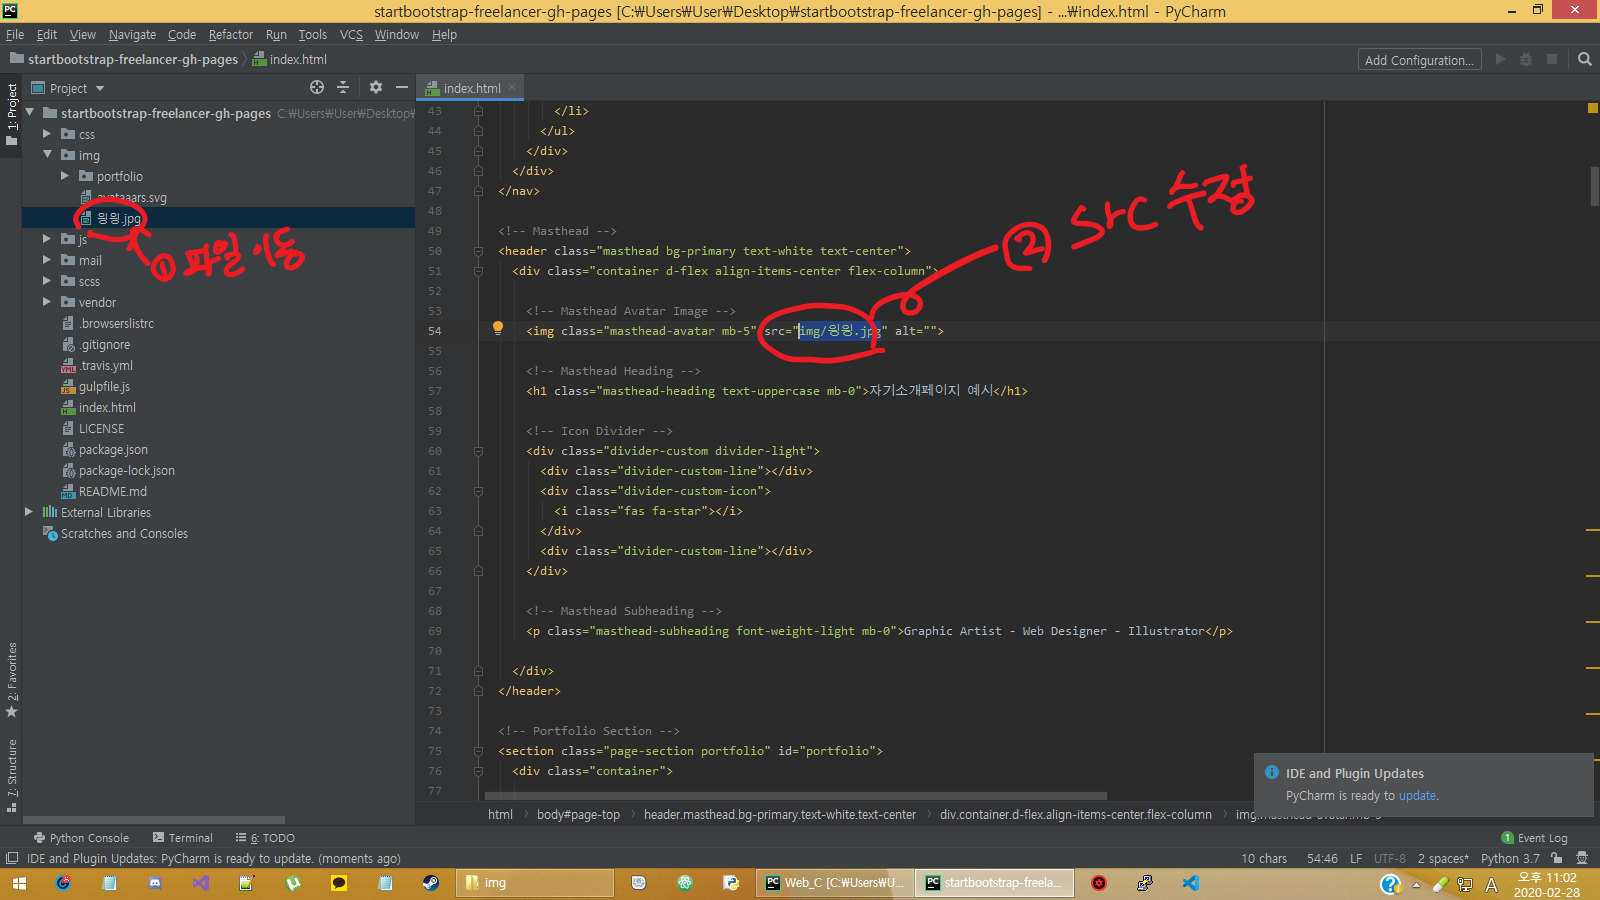 startbootstrap-freelancer-gh-pages [C:₩Users₩User₩Desktop₩startbootstrap-freelancer-gh-pages] - ...₩index.html - PyCharm
File Edit View Navigate Code Refactor Run Tools VCS Window Help
startbootstrap-freelancer-gh-pages index.html Add Configuration...
1: Project
Project
startbootstrap-freelancer-gh-pages C:₩Users₩User₩Desktop₩
css
img
portfolio
avataaars.svg
윙윙.jpg
js
mail
scss
vendor
.browserslistrc
.gitignore
.travis.yml
gulpfile.js
index.html
LICENSE
package.json
package-lock.json
README.md
External Libraries
Scratches and Consoles
① 파일이동
② src 수정
2: Favorites
7: Structure
index.html
43 </li>
44 </ul>
45 </div>
46 </div>
47 </nav>
48
49 <!-- Masthead -->
50 <header class="masthead bg-primary text-white text-center">
51 <div class="container d-flex align-items-center flex-column">
52
53 <!-- Masthead Avatar Image -->
54 <img class="masthead-avatar mb-5" src="img/윙윙.jpg" alt="">
55
56 <!-- Masthead Heading -->
57 <h1 class="masthead-heading text-uppercase mb-0">자기소개페이지 예시</h1>
58
59 <!-- Icon Divider -->
60 <div class="divider-custom divider-light">
61 <div class="divider-custom-line"></div>
62 <div class="divider-custom-icon">
63 <i class="fas fa-star"></i>
64 </div>
65 <div class="divider-custom-line"></div>
66 </div>
67
68 <!-- Masthead Subheading -->
69 <p class="masthead-subheading font-weight-light mb-0">Graphic Artist - Web Designer - Illustrator</p>
70
71 </div>
72 </header>
73
74 <!-- Portfolio Section -->
75 <section class="page-section portfolio" id="portfolio">
76 <div class="container">
77
IDE and Plugin Updates
PyCharm is ready to update.
html body#page-top header.masthead.bg-primary.text-white.text-center div.container.d-flex.align-items-center.flex-column img.masthead-avatar.mb-5
Python Console Terminal 6: TODO 1 Event Log
IDE and Plugin Updates: PyCharm is ready to update. (moments ago) 10 chars 54:46 LF UTF-8 2 spaces* Python 3.7
img Web_C [C:₩Users₩U... startbootstrap-freela... A 오후 11:02
2020-02-28